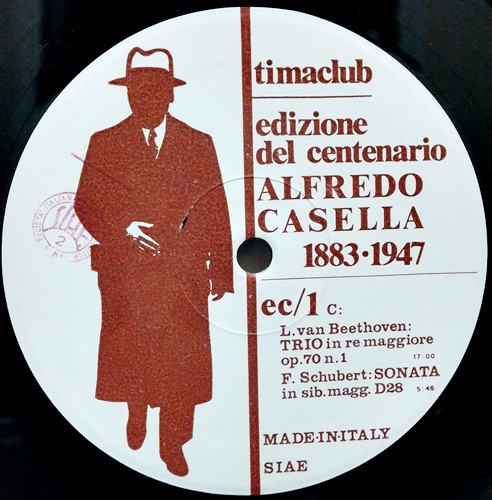 timaclub
edizione
del centenario
ALFREDO
CASELLA
1883·1947
ec/1 C:
L. van Beethoven:
TRIO in re maggiore
op. 70 n. 1 17 00
F. Schubert: SONATA
in sib. magg. D28 5:46
MADE·IN·ITALY
SIAE
2